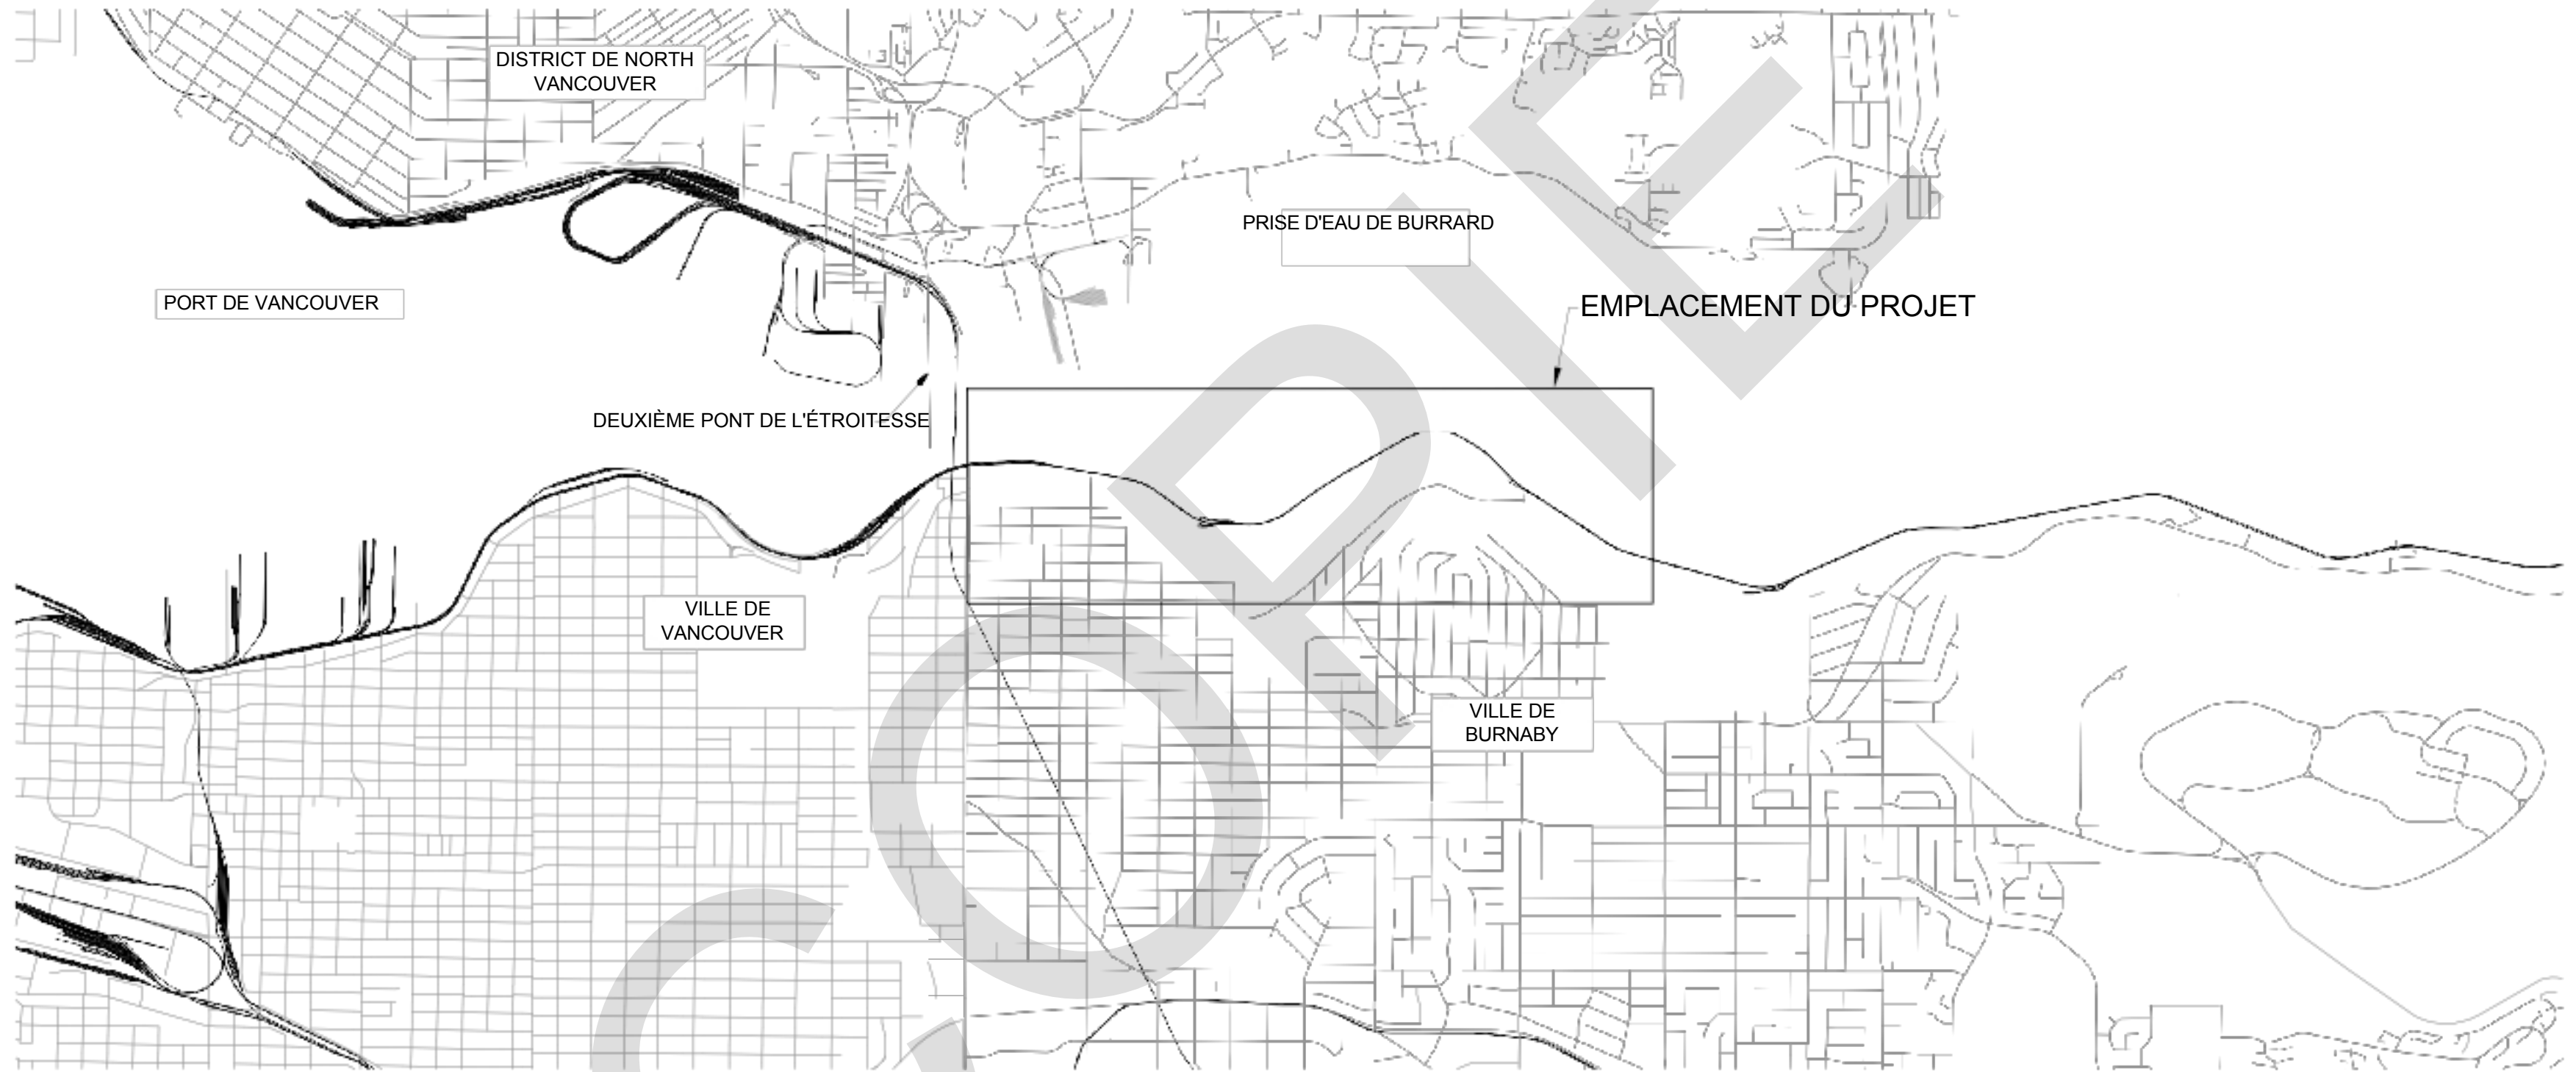 DISTRICT DE NORTH
VANCOUVER
PRISE D'EAU DE BURRARD
PORT DE VANCOUVER
EMPLACEMENT DU PROJET
DEUXIÈME PONT DE L'ÉTROITESSE
VILLE DE
VANCOUVER
VILLE DE
BURNABY
COPIE